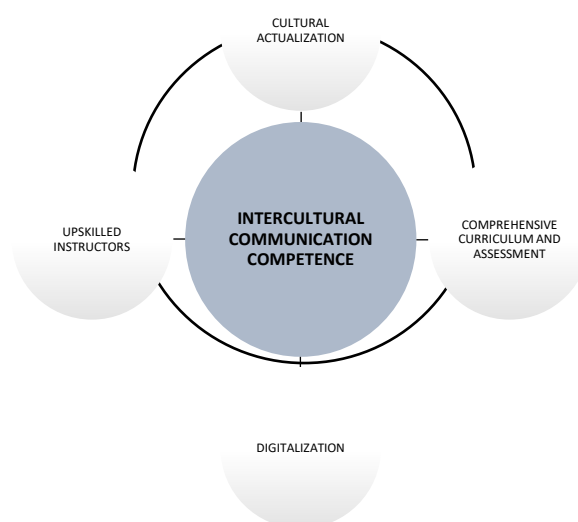 CULTURAL
ACTUALIZATION
INTERCULTURAL
COMMUNICATION
COMPETENCE
UPSKILLED
INSTRUCTORS
COMPREHENSIVE
CURRICULUM AND
ASSESSMENT
DIGITALIZATION